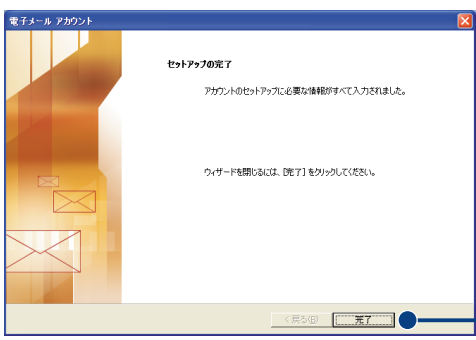 電子メール アカウント
セットアップの完了
アカウントのセットアップに必要な情報がすべて入力されました。
ウィザードを閉じるには、[完了] をクリックしてください。
< 戻る(B)
完了